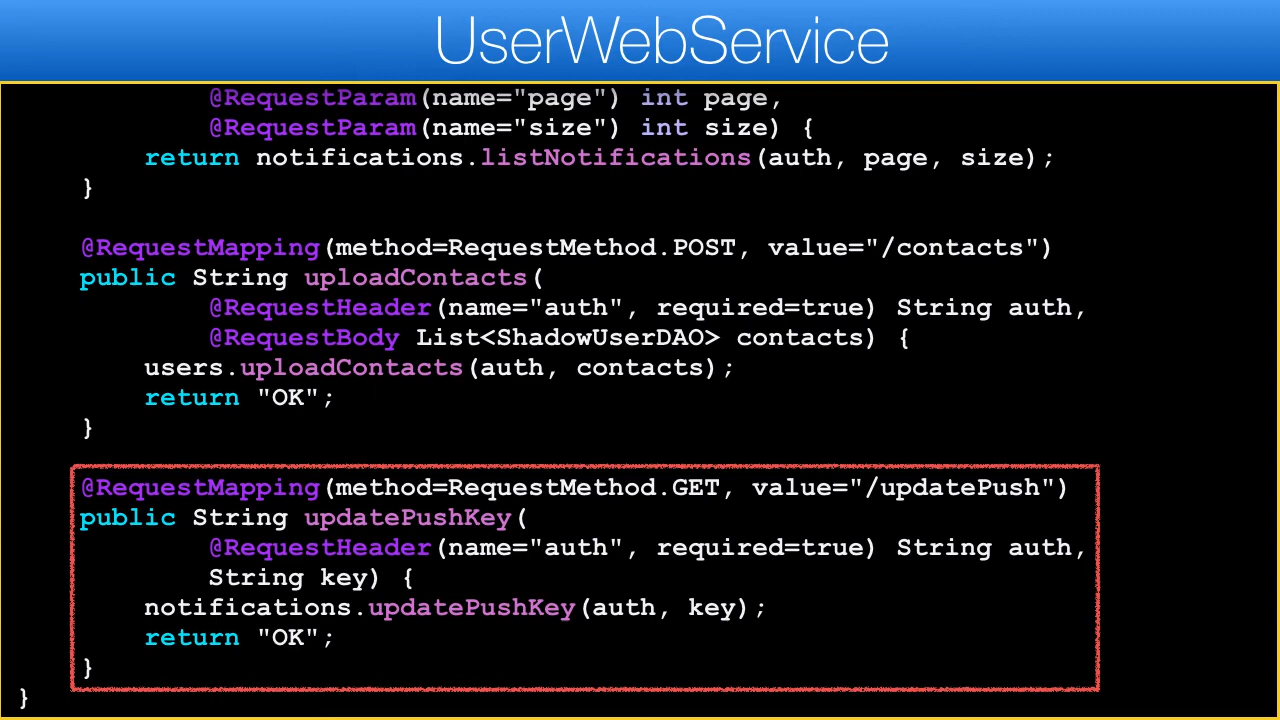 UserWebService
@RequestParam(name="page") int page,
@RequestParam(name="size") int size) {
return notifications.listNotifications(auth, page, size);
}
@RequestMapping(method=RequestMethod.POST, value="/contacts")
public String uploadContacts(
@RequestHeader(name="auth", required=true) String auth,
@RequestBody List<ShadowUserDAO> contacts) {
users.uploadContacts(auth, contacts);
return "OK";
}
@RequestMapping(method=RequestMethod.GET, value="/updatePush")
public String updatePushKey(
@RequestHeader(name="auth", required=true) String auth,
String key) {
notifications.updatePushKey(auth, key);
return "OK";
}
}